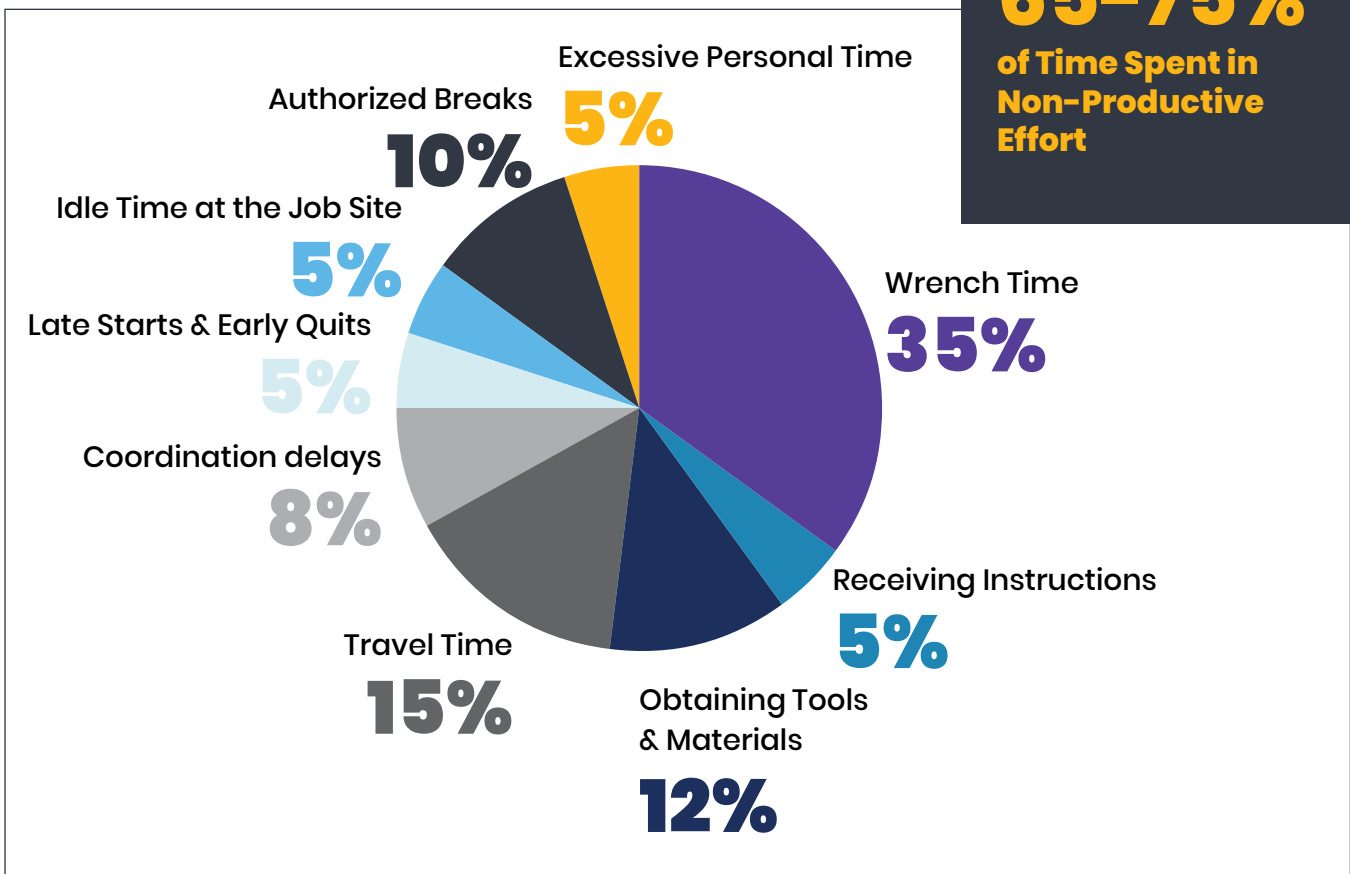 65–75%
of Time Spent in
Non-Productive
Effort
Excessive Personal Time
5%
Authorized Breaks
10%
Idle Time at the Job Site
5%
Late Starts & Early Quits
5%
Coordination delays
8%
Travel Time
15%
Obtaining Tools
& Materials
12%
Receiving Instructions
5%
Wrench Time
35%